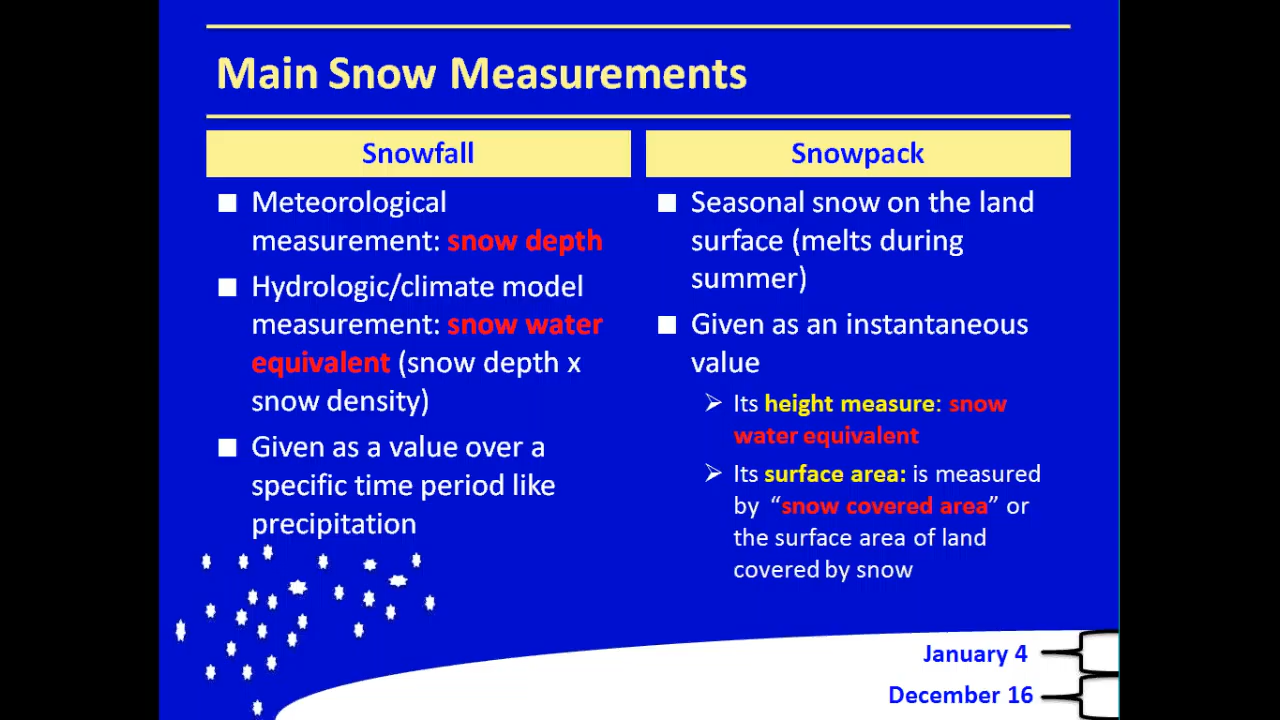 Main Snow Measurements
Snowfall
Meteorological
measurement: snow depth
Hydrologic/climate model
measurement: snow water
equivalent (snow depth x
snow density)
Given as a value over a
specific time period like
precipitation
Snowpack
Seasonal snow on the land
surface (melts during
summer)
Given as an instantaneous
value
Its height measure: snow
water equivalent
Its surface area: is measured
by “snow covered area” or
the surface area of land
covered by snow
January 4
December 16